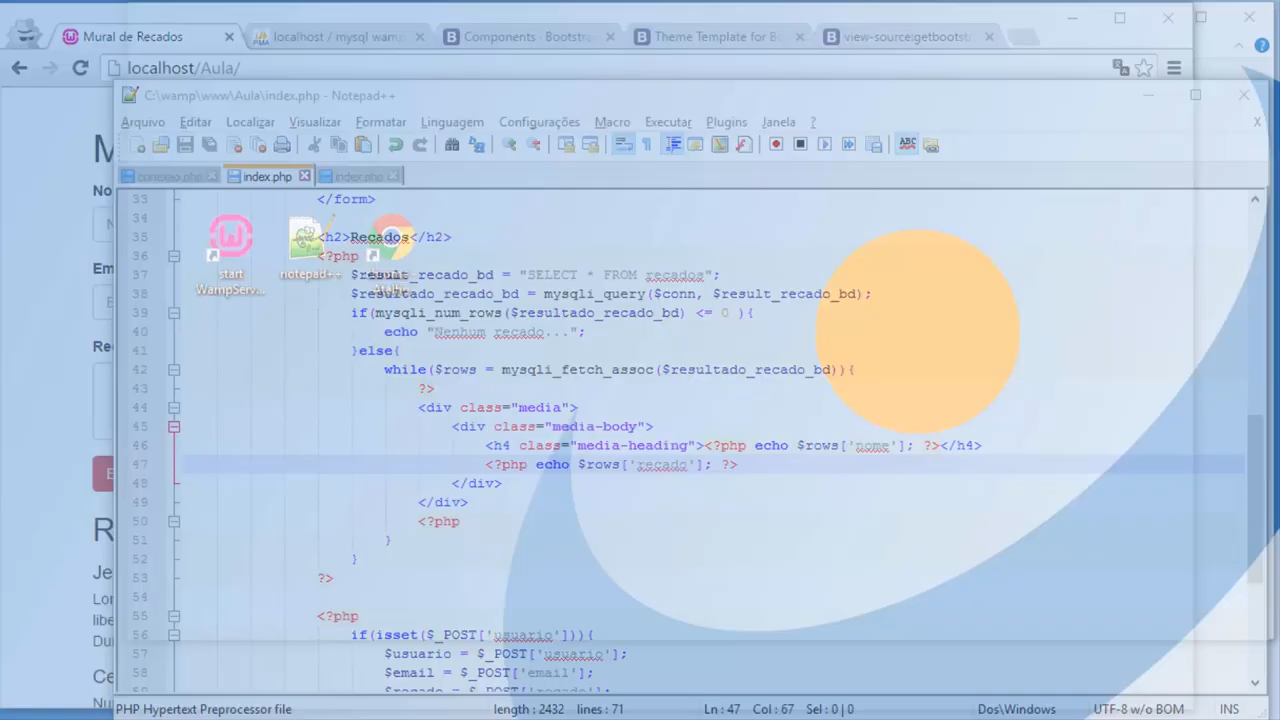 Mural de Recados
localhost / mysql wamp
Components · Bootstra
Theme Template for Bo
view-source:getbootst
localhost/Aula/
C:\wamp\www\Aula\index.php - Notepad++
Arquivo Editar Localizar Visualizar Formatar Linguagem Configurações Macro Executar Plugins Janela ? X
conexao.php index.php index.php
33 </form>
34
35 <h2>Recados</h2>
36 <?php
37 $result_recado_bd = "SELECT * FROM recados";
38 $resultado_recado_bd = mysqli_query($conn, $result_recado_bd);
39 if(mysqli_num_rows($resultado_recado_bd) <= 0 ){
40 echo "Nenhum recado...";
41 }else{
42 while($rows = mysqli_fetch_assoc($resultado_recado_bd)){
43 ?>
44 <div class="media">
45 <div class="media-body">
46 <h4 class="media-heading"><?php echo $rows['nome']; ?></h4>
47 <?php echo $rows['recado']; ?>
48 </div>
49 </div>
50 <?php
51 }
52 }
53 ?>
54
55 <?php
56 if(isset($_POST['usuario'])){
57 $usuario = $_POST['usuario'];
58 $email = $_POST['email'];
59 $recado = $_POST['recado'];
start
WampServ...
notepad++
M
No
N
Em
E
Re
E
R
Je
Lor
libe
Dui
Ce
Nu
PHP Hypertext Preprocessor file length : 2432 lines : 71 Ln : 47 Col : 67 Sel : 0 | 0 Dos\Windows UTF-8 w/o BOM INS